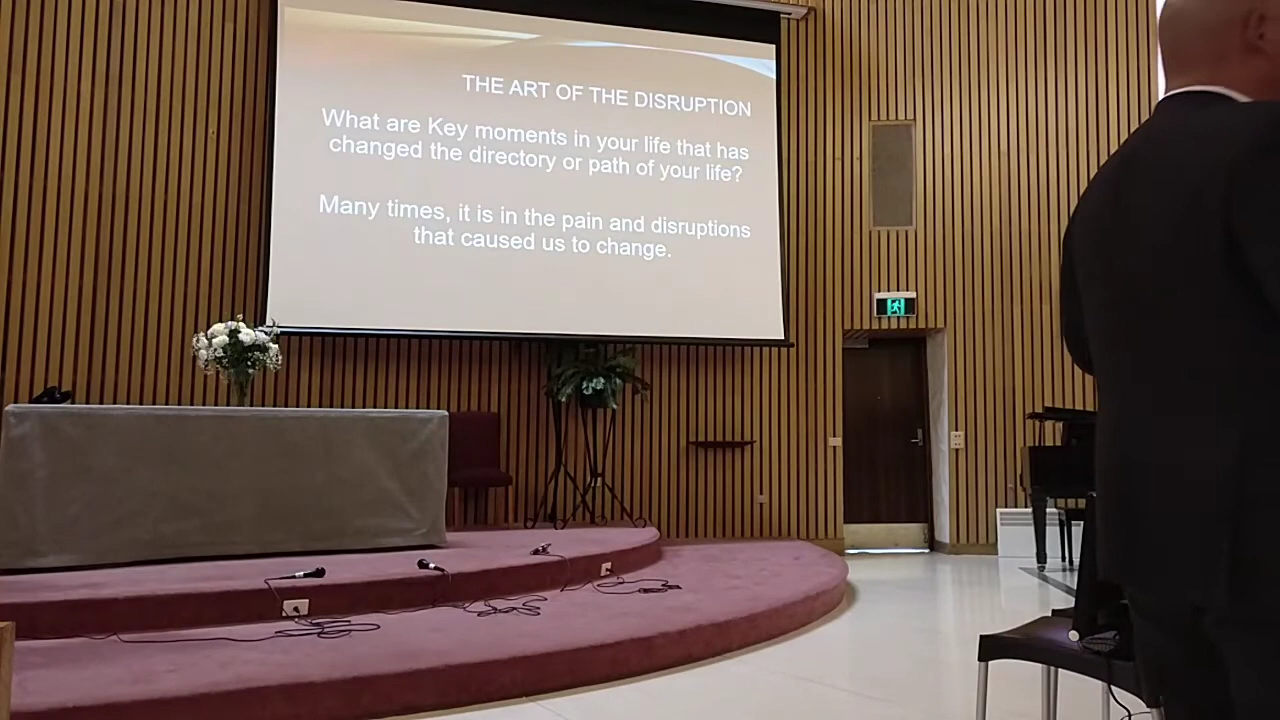 THE ART OF THE DISRUPTION
What are Key moments in your life that has
changed the directory or path of your life?
Many times, it is in the pain and disruptions
that caused us to change.